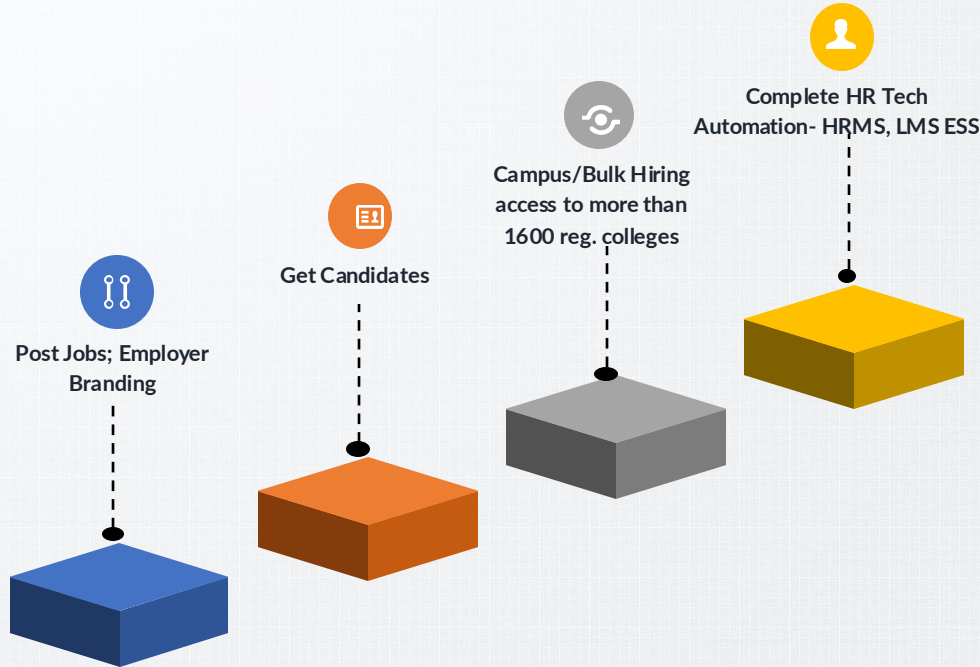 Post Jobs; Employer
Branding
Get Candidates
Campus/Bulk Hiring
access to more than
1600 reg. colleges
Complete HR Tech
Automation- HRMS, LMS ESS